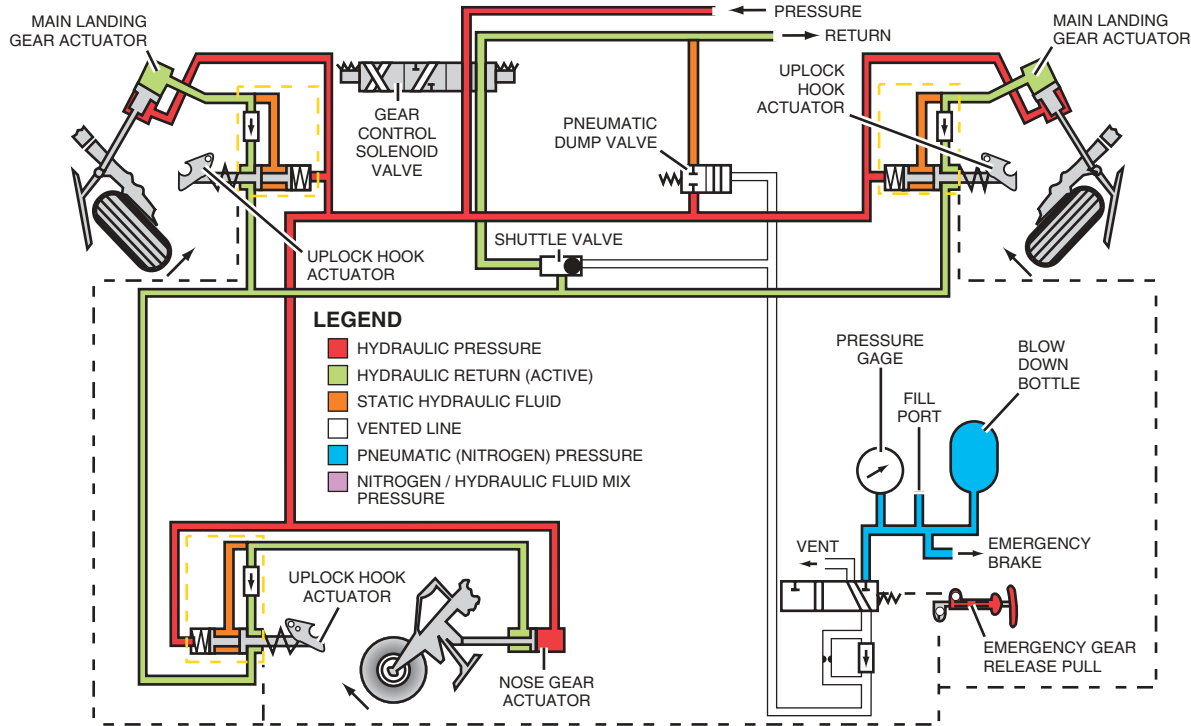 PRESSURE
RETURN
MAIN LANDING
GEAR ACTUATOR
MAIN LANDING
GEAR ACTUATOR
GEAR
CONTROL
SOLENOID
VALVE
PNEUMATIC
DUMP VALVE
UPLOCK
HOOK
ACTUATOR
UPLOCK HOOK
ACTUATOR
SHUTTLE VALVE
LEGEND
HYDRAULIC PRESSURE
HYDRAULIC RETURN (ACTIVE)
STATIC HYDRAULIC FLUID
VENTED LINE
PNEUMATIC (NITROGEN) PRESSURE
NITROGEN / HYDRAULIC FLUID MIX
PRESSURE
PRESSURE
GAGE
FILL
PORT
BLOW
DOWN
BOTTLE
VENT
EMERGENCY
BRAKE
EMERGENCY GEAR
RELEASE PULL
UPLOCK HOOK
ACTUATOR
NOSE GEAR
ACTUATOR